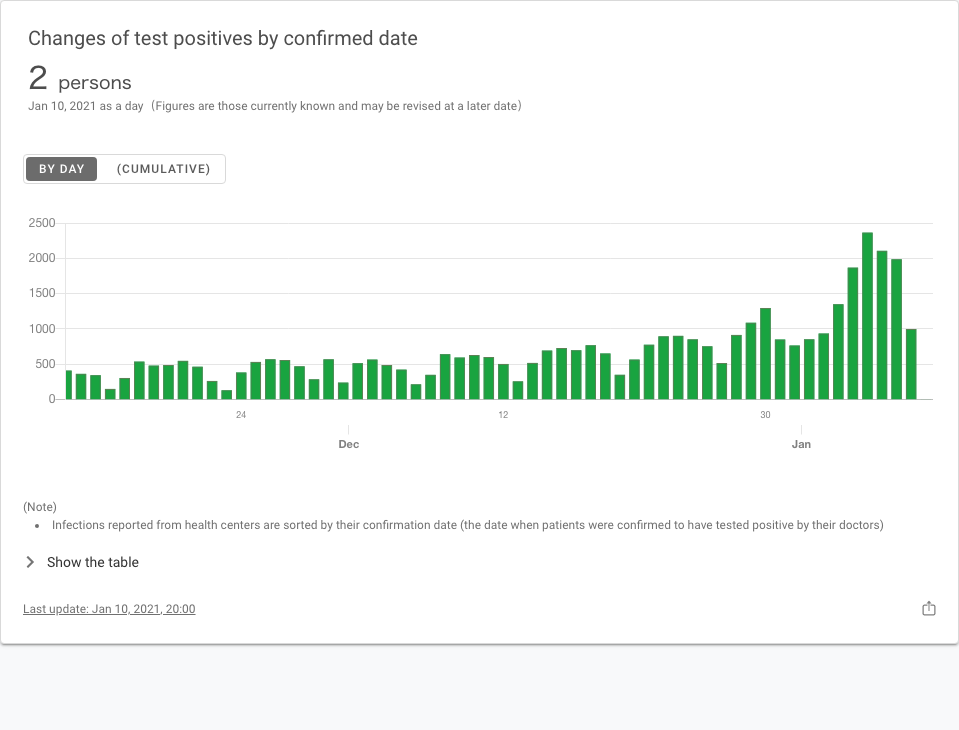 Changes of test positives by confirmed date
2 persons
Jan 10, 2021 as a day（Figures are those currently known and may be revised at a later date）
BY DAY (CUMULATIVE)
2500
2000
1500
1000
500
0
24 12 30
Dec Jan
(Note)
• Infections reported from health centers are sorted by their confirmation date (the date when patients were confirmed to have tested positive by their doctors)
Show the table
Last update: Jan 10, 2021, 20:00